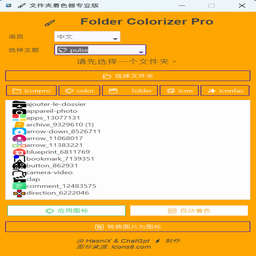 文件夹着色器专业版
Folder Colorizer Pro
语言
中文
选择主题
pulse
请先选择一个文件夹。
选择文件夹
iconpro
color
folder
icon
iconfas
ajouter-le-dossier
appareil-photo
apps_13077131
archive_9329610 (1)
arrow-down_8526711
arrow_11068017
arrow_11383221
blueprint_6811769
bookmark_7139351
button_862931
camera-video
clap
comment_12483575
direction_6222046
应用图标
自动着色
转换图片为图标
由 HasniX & ChatGpt 制作
图标来源: icons8.com